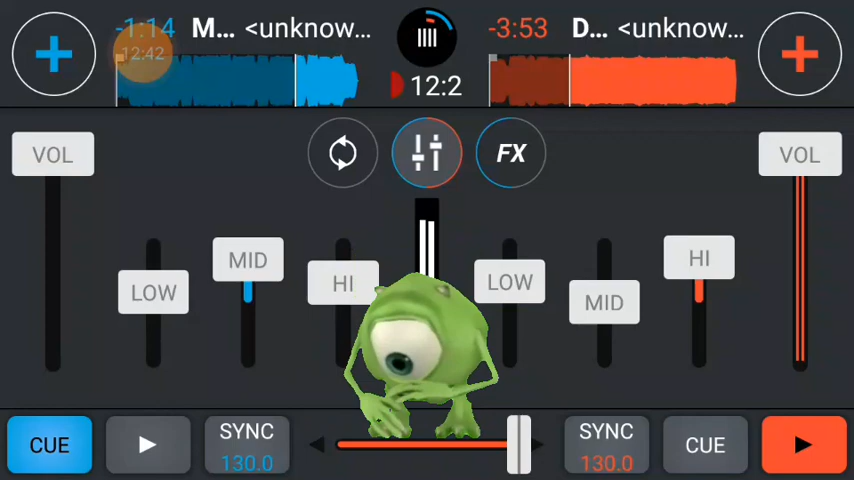 -1:14 M... <unknow...
12:42
-3:53 D... <unknow...
12:2
VOL
FX
VOL
LOW
MID
HI
LOW
MID
HI
CUE
SYNC
130.0
SYNC
130.0
CUE